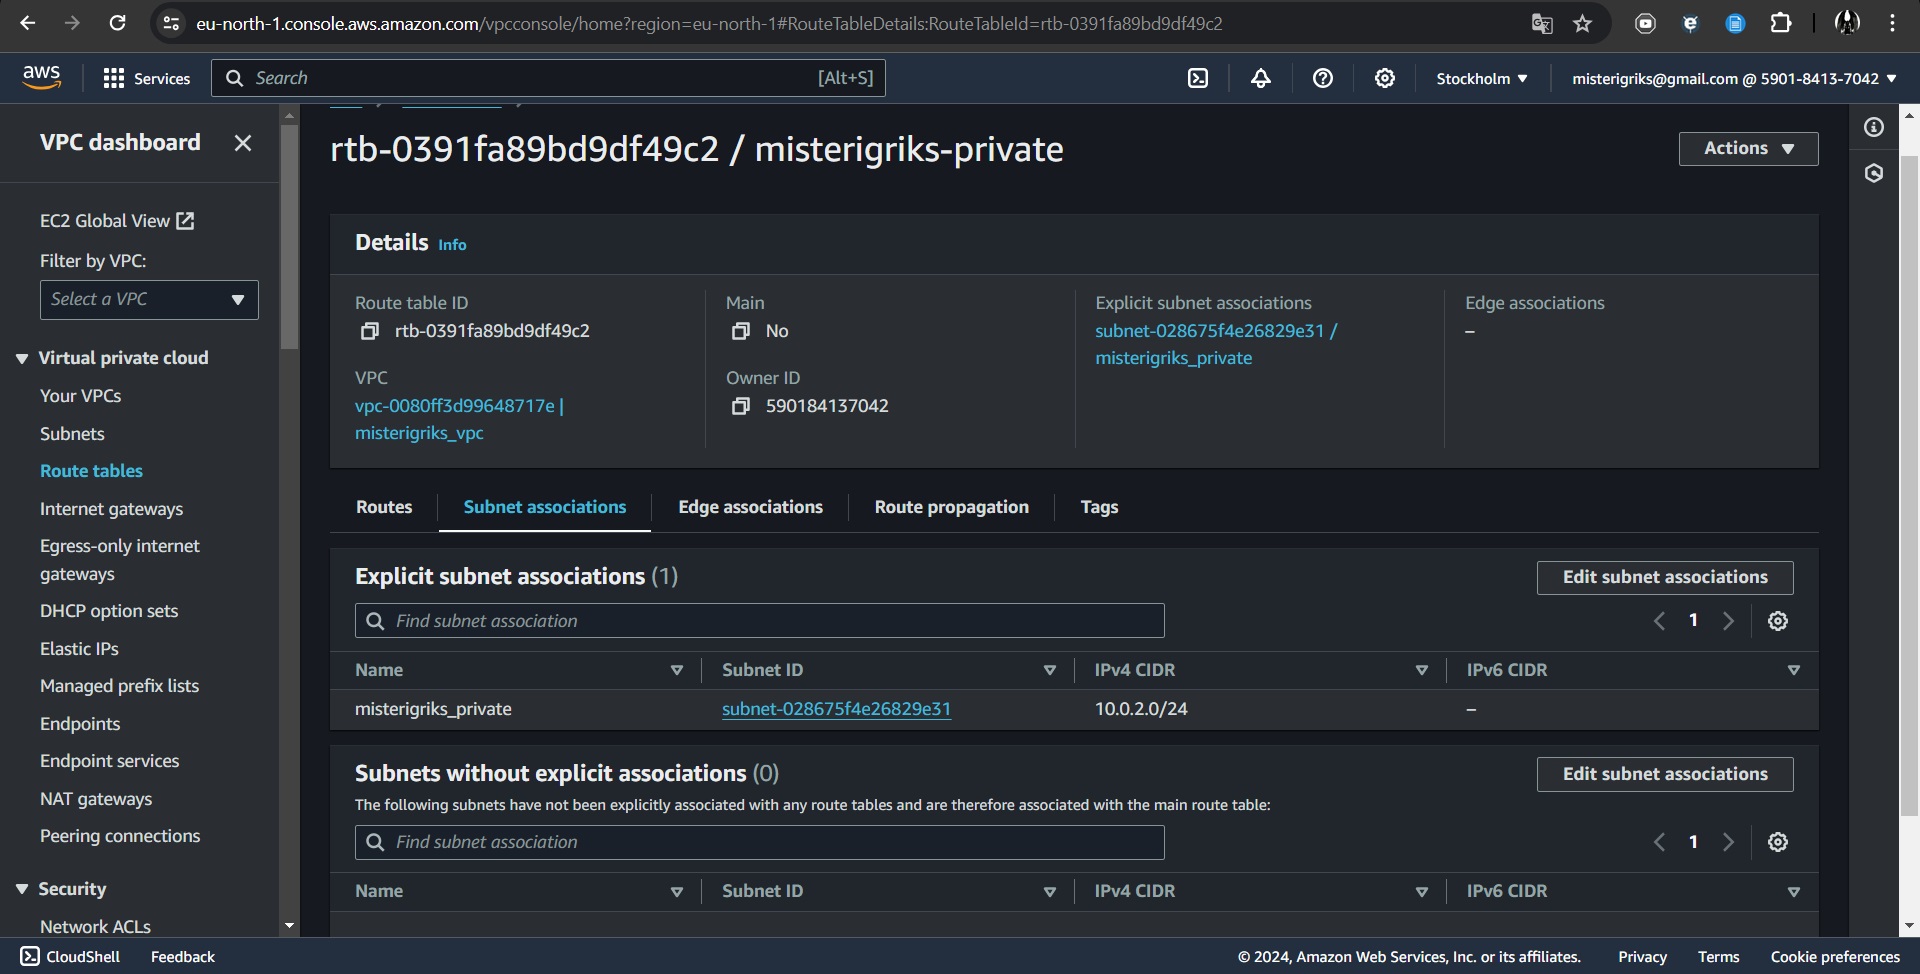 eu-north-1.console.aws.amazon.com/vpcconsole/home?region=eu-north-1#RouteTableDetails:RouteTableId=rtb-0391fa89bd9df49c2
aws
Services
Search
[Alt+S]
Stockholm
misterigriks@gmail.com @ 5901-8413-7042
VPC dashboard
EC2 Global View
Filter by VPC:
Select a VPC
Virtual private cloud
Your VPCs
Subnets
Route tables
Internet gateways
Egress-only internet
gateways
DHCP option sets
Elastic IPs
Managed prefix lists
Endpoints
Endpoint services
NAT gateways
Peering connections
Security
Network ACLs
rtb-0391fa89bd9df49c2 / misterigriks-private
Actions
Details Info
Route table ID
rtb-0391fa89bd9df49c2
Main
No
Explicit subnet associations
subnet-028675f4e26829e31 /
misterigriks_private
Edge associations
–
VPC
vpc-0080ff3d99648717e |
misterigriks_vpc
Owner ID
590184137042
Routes
Subnet associations
Edge associations
Route propagation
Tags
Explicit subnet associations (1)
Edit subnet associations
Find subnet association
1
Name
Subnet ID
IPv4 CIDR
IPv6 CIDR
misterigriks_private
subnet-028675f4e26829e31
10.0.2.0/24
–
Subnets without explicit associations (0)
Edit subnet associations
The following subnets have not been explicitly associated with any route tables and are therefore associated with the main route table:
Find subnet association
1
Name
Subnet ID
IPv4 CIDR
IPv6 CIDR
CloudShell
Feedback
© 2024, Amazon Web Services, Inc. or its affiliates.
Privacy
Terms
Cookie preferences